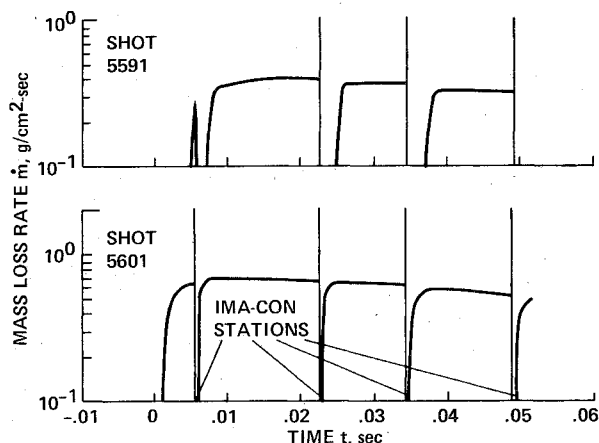 SHOT
5591
10⁰
10⁻¹
MASS LOSS RATE ṁ, g/cm²-sec
SHOT
5601
10⁰
IMA-CON
STATIONS
10⁻¹
-.01 0 .01 .02 .03 .04 .05 .06
TIME t, sec